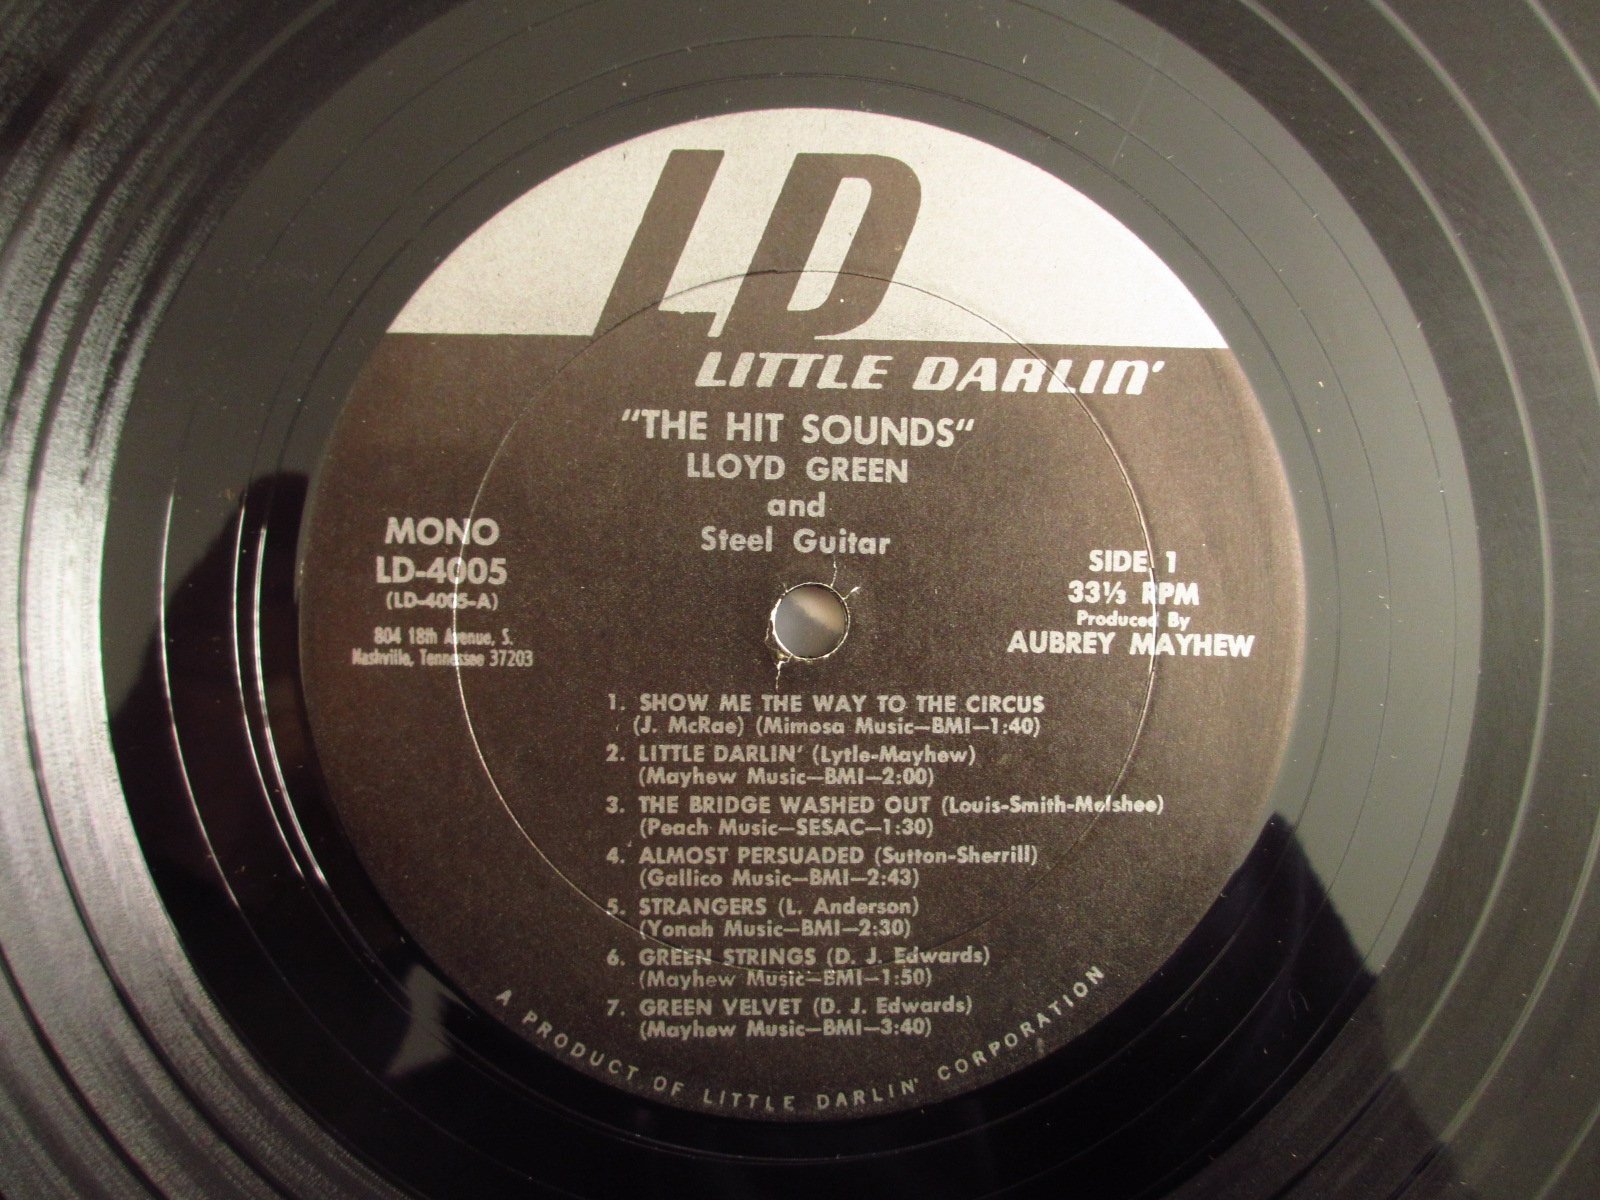 LD
LITTLE DARLIN'
"THE HIT SOUNDS"
LLOYD GREEN
and
Steel Guitar
MONO
LD-4005
(LD-4005-A)
804 18th Avenue, S.
Nashville, Tennessee 37203
SIDE 1
33⅓ RPM
Produced By
AUBREY MAYHEW
1. SHOW ME THE WAY TO THE CIRCUS
(J. McRae) (Mimosa Music—BMI—1:40)
2. LITTLE DARLIN' (Lytle-Mayhew)
(Mayhew Music—BMI—2:00)
3. THE BRIDGE WASHED OUT (Louis-Smith-Melshee)
(Peach Music—SESAC—1:30)
4. ALMOST PERSUADED (Sutton-Sherrill)
(Gallico Music—BMI—2:43)
5. STRANGERS (L. Anderson)
(Yonah Music—BMI—2:30)
6. GREEN STRINGS (D. J. Edwards)
(Mayhew Music—BMI—1:50)
7. GREEN VELVET (D. J. Edwards)
(Mayhew Music—BMI—3:40)
A PRODUCT OF LITTLE DARLIN' CORPORATION